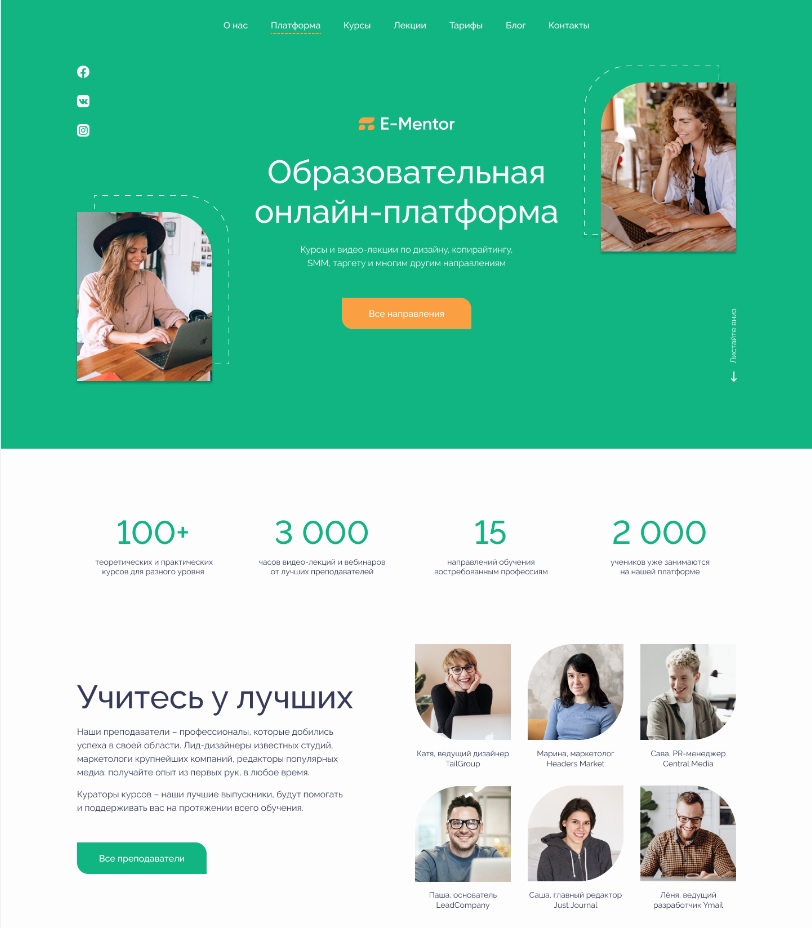 О нас Платформа Курсы Лекции Тарифы Блог Контакты
E-Mentor
Образовательная
онлайн-платформа
Курсы и видео-лекции по дизайну, копирайтингу,
SMM, таргету и многим другим направлениям
Все направления
Листайте вниз
100+
теоретических и практических
курсов для разного уровня
3 000
часов видео-лекций и вебинаров
от лучших преподавателей
15
направлений обучения
востребованным профессиям
2 000
учеников уже занимаются
на нашей платформе
Учитесь у лучших
Наши преподаватели – профессионалы, которые добились
успеха в своей области. Лид-дизайнеры известных студий,
маркетологи крупнейших компаний, редакторы популярных
медиа: получайте опыт из первых рук, в любое время.
Кураторы курсов – наши лучшие выпускники, будут помогать
и поддерживать вас на протяжении всего обучения.
Все преподаватели
Катя, ведущий дизайнер
TailGroup
Марина, маркетолог
Headers Market
Сава, PR-менеджер
Central Media
Паша, основатель
LeadCompany
Саша, главный редактор
Just Journal
Лёня, ведущий
разработчик Ymail